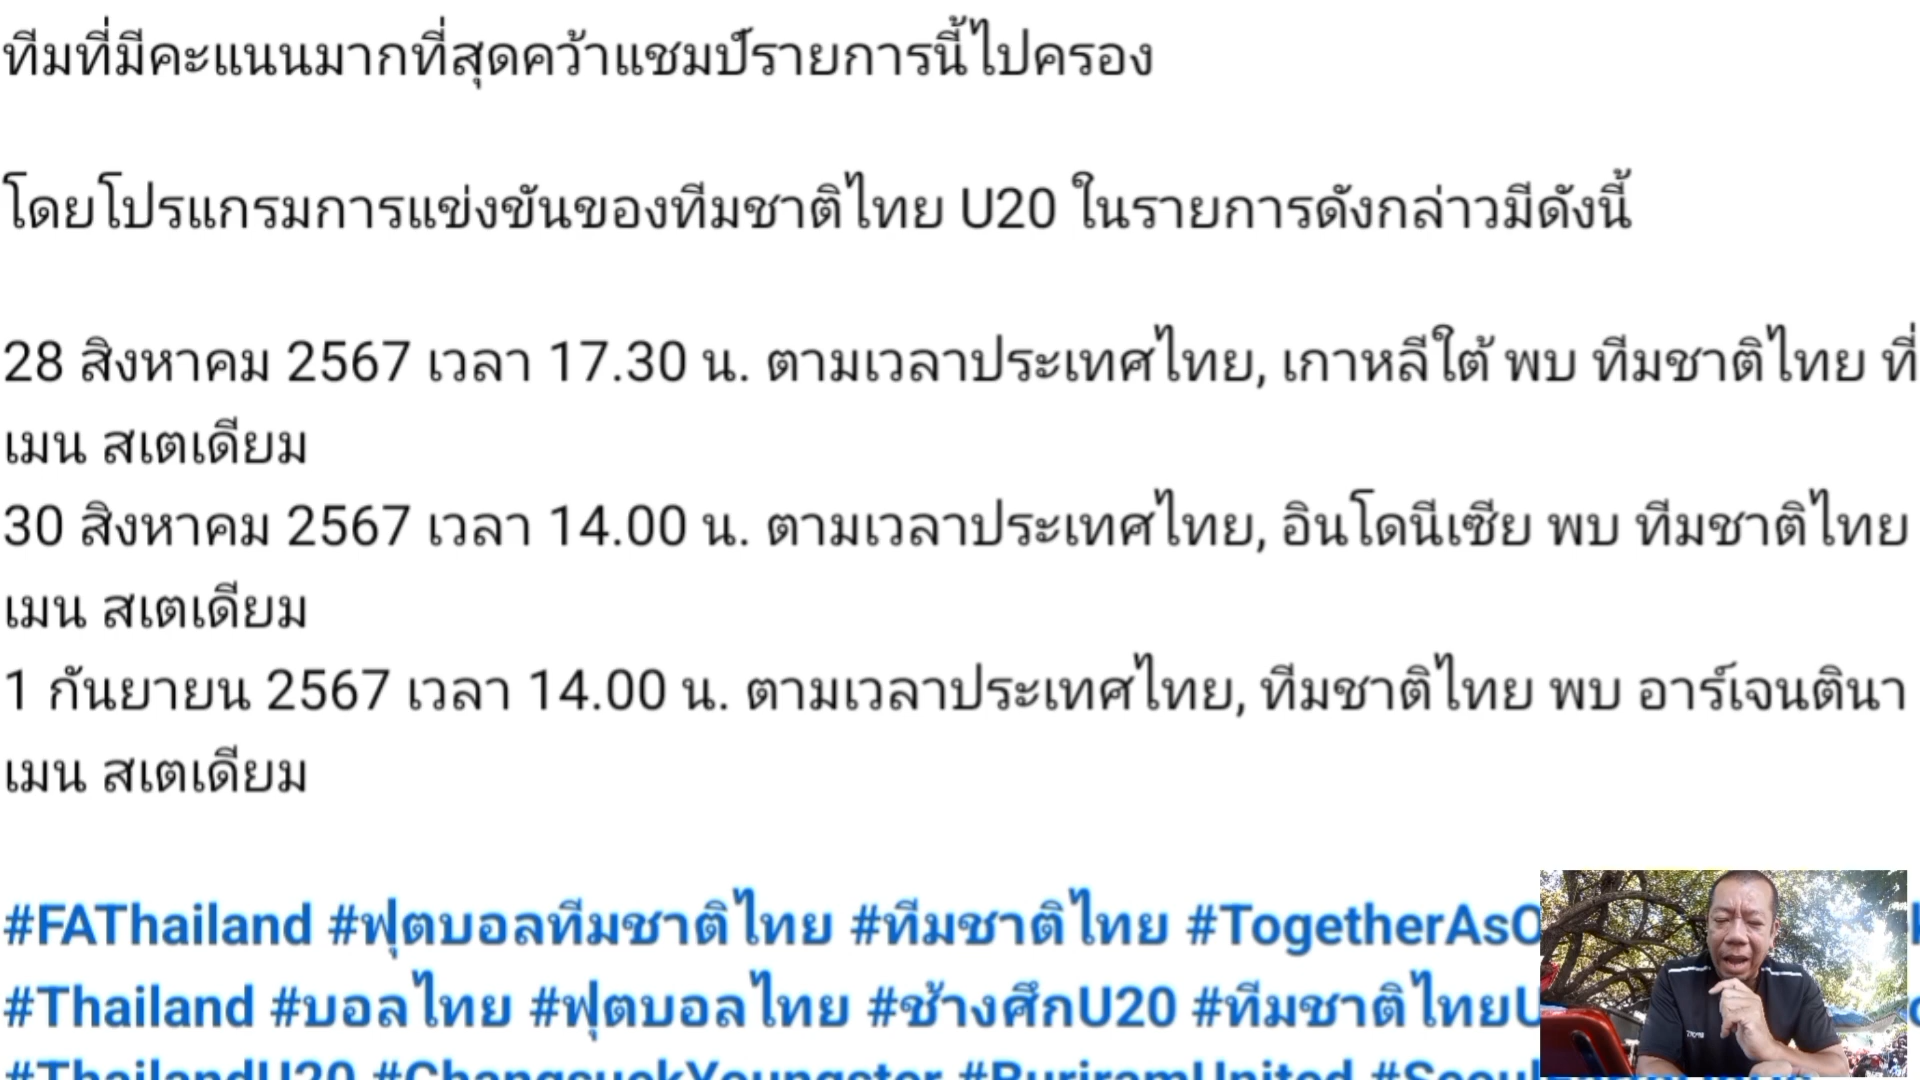 ทีมที่มีคะแนนมากที่สุดคว้าแชมป์รายการนี้ไปครอง
โดยโปรแกรมการแข่งขันของทีมชาติไทย U20 ในรายการดังกล่าวมีดังนี้
28 สิงหาคม 2567 เวลา 17.30 น. ตามเวลาประเทศไทย, เกาหลีใต้ พบ ทีมชาติไทย ที่
เมน สเตเดียม
30 สิงหาคม 2567 เวลา 14.00 น. ตามเวลาประเทศไทย, อินโดนีเซีย พบ ทีมชาติไทย
เมน สเตเดียม
1 กันยายน 2567 เวลา 14.00 น. ตามเวลาประเทศไทย, ทีมชาติไทย พบ อาร์เจนตินา
เมน สเตเดียม
#FAThailand #ฟุตบอลทีมชาติไทย #ทีมชาติไทย #TogetherAsO
#Thailand #บอลไทย #ฟุตบอลไทย #ช้างศึกU20 #ทีมชาติไทยU
#ThailandU20 #ChangsuekYoungster #BuriramUnited